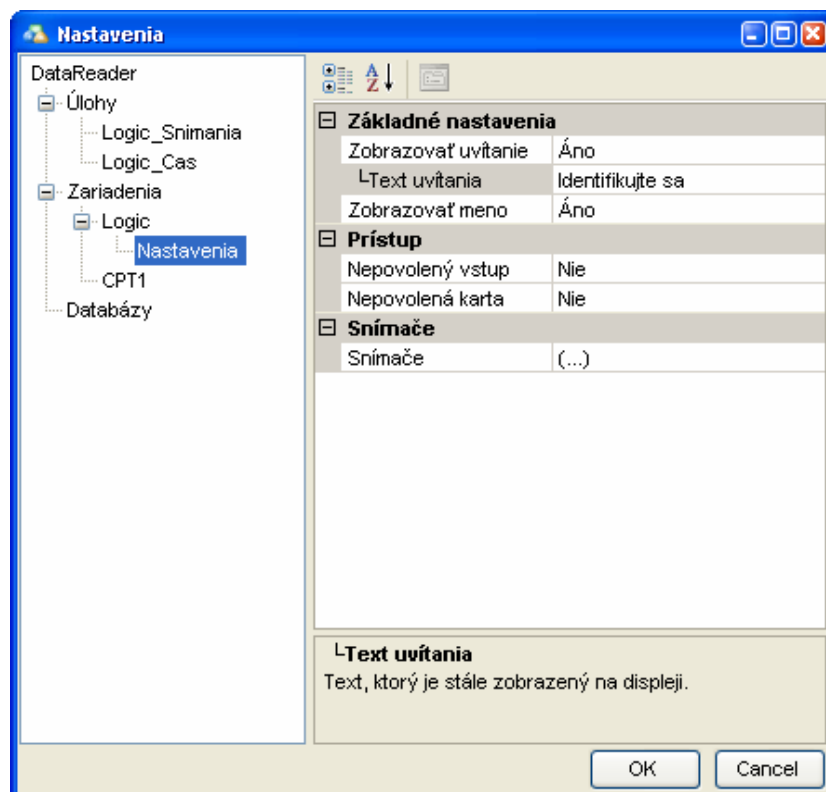 Nastavenia
DataReader
Úlohy
Logic_Snimania
Logic_Cas
Zariadenia
Logic
Nastavenia
CPT1
Databázy
Základné nastavenia
Zobrazovať uvítanie Áno
Text uvítania Identifikujte sa
Zobrazovať meno Áno
Prístup
Nepovolený vstup Nie
Nepovolená karta Nie
Snímače
Snímače (...)
Text uvítania
Text, ktorý je stále zobrazený na displeji.
OK Cancel